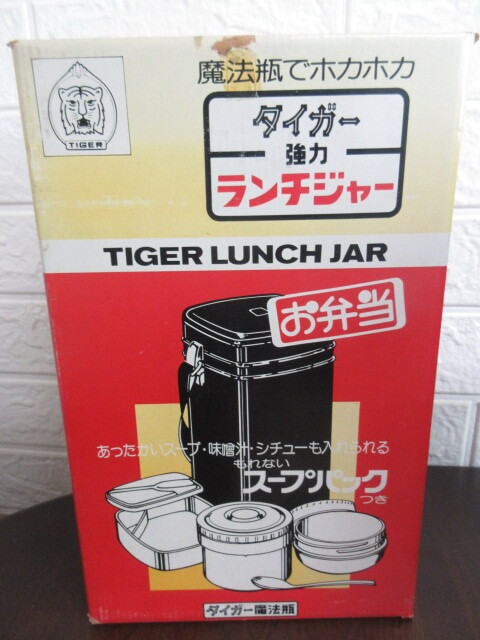 TIGER
魔法瓶でホカホカ
タイガー
強力
ランチジャー
TIGER LUNCH JAR
お弁当
あったかいスープ・味噌汁・シチューも入れられる
もれない
スープパック
つき
タイガー魔法瓶